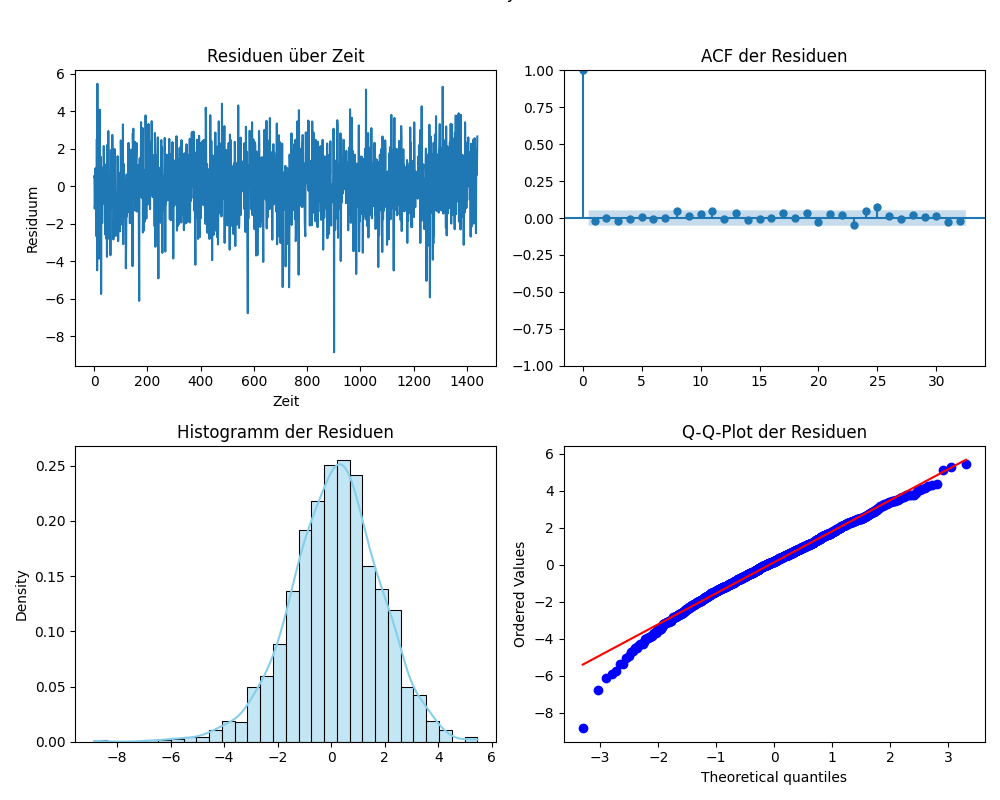 Residuen über Zeit
Residuum
6
4
2
0
−2
−4
−6
−8
0 200 400 600 800 1000 1200 1400
Zeit
ACF der Residuen
1.00
0.75
0.50
0.25
0.00
−0.25
−0.50
−0.75
−1.00
0 5 10 15 20 25 30
Histogramm der Residuen
Density
0.25
0.20
0.15
0.10
0.05
0.00
−8 −6 −4 −2 0 2 4 6
Q-Q-Plot der Residuen
Ordered Values
6
4
2
0
−2
−4
−6
−8
−3 −2 −1 0 1 2 3
Theoretical quantiles